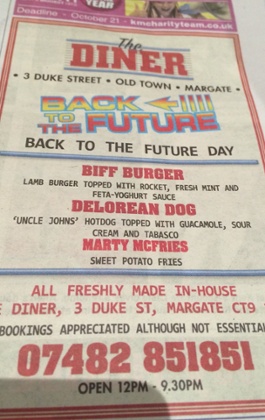 YEAR
Deadline - October 21 - kmcharityteam.co.uk
The
DINER
• 3 DUKE STREET • OLD TOWN • MARGATE •
BACK
TO THE FUTURE
BACK TO THE FUTURE DAY
BIFF BURGER
LAMB BURGER TOPPED WITH ROCKET, FRESH MINT AND
FETA-YOGHURT SAUCE
DELOREAN DOG
'UNCLE JOHNS' HOTDOG TOPPED WITH GUACAMOLE, SOUR
CREAM AND TABASCO
MARTY MCFRIES
SWEET POTATO FRIES
ALL FRESHLY MADE IN-HOUSE
E DINER, 3 DUKE ST, MARGATE CT9
BOOKINGS APPRECIATED ALTHOUGH NOT ESSENTIA
07482 851851
OPEN 12PM - 9.30PM